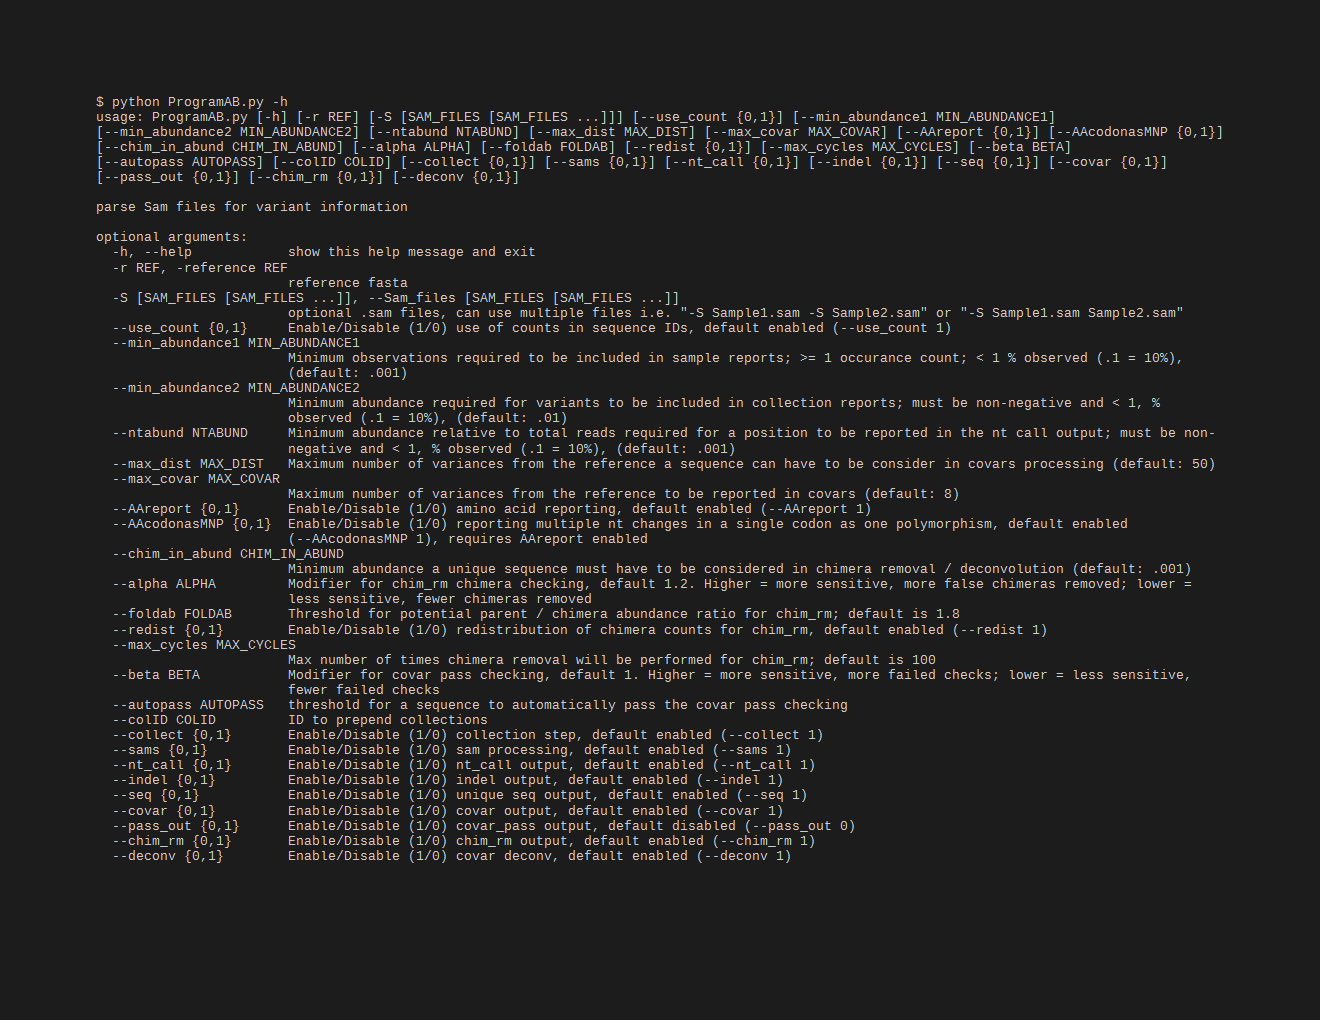 $ python ProgramAB.py -h
usage: ProgramAB.py [-h] [-r REF] [-S [SAM_FILES [SAM_FILES ...]]] [--use_count {0,1}] [--min_abundance1 MIN_ABUNDANCE1]
[--min_abundance2 MIN_ABUNDANCE2] [--ntabund NTABUND] [--max_dist MAX_DIST] [--max_covar MAX_COVAR] [--AAreport {0,1}] [--AAcodonasMNP {0,1}]
[--chim_in_abund CHIM_IN_ABUND] [--alpha ALPHA] [--foldab FOLDAB] [--redist {0,1}] [--max_cycles MAX_CYCLES] [--beta BETA]
[--autopass AUTOPASS] [--colID COLID] [--collect {0,1}] [--sams {0,1}] [--nt_call {0,1}] [--indel {0,1}] [--seq {0,1}] [--covar {0,1}]
[--pass_out {0,1}] [--chim_rm {0,1}] [--deconv {0,1}]

parse Sam files for variant information

optional arguments:
  -h, --help            show this help message and exit
  -r REF, -reference REF
                        reference fasta
  -S [SAM_FILES [SAM_FILES ...]], --Sam_files [SAM_FILES [SAM_FILES ...]]
                        optional .sam files, can use multiple files i.e. "-S Sample1.sam -S Sample2.sam" or "-S Sample1.sam Sample2.sam"
  --use_count {0,1}     Enable/Disable (1/0) use of counts in sequence IDs, default enabled (--use_count 1)
  --min_abundance1 MIN_ABUNDANCE1
                        Minimum observations required to be included in sample reports; >= 1 occurance count; < 1 % observed (.1 = 10%),
                        (default: .001)
  --min_abundance2 MIN_ABUNDANCE2
                        Minimum abundance required for variants to be included in collection reports; must be non-negative and < 1, %
                        observed (.1 = 10%), (default: .01)
  --ntabund NTABUND     Minimum abundance relative to total reads required for a position to be reported in the nt call output; must be non-
                        negative and < 1, % observed (.1 = 10%), (default: .001)
  --max_dist MAX_DIST   Maximum number of variances from the reference a sequence can have to be consider in covars processing (default: 50)
  --max_covar MAX_COVAR
                        Maximum number of variances from the reference to be reported in covars (default: 8)
  --AAreport {0,1}      Enable/Disable (1/0) amino acid reporting, default enabled (--AAreport 1)
  --AAcodonasMNP {0,1}  Enable/Disable (1/0) reporting multiple nt changes in a single codon as one polymorphism, default enabled
                        (--AAcodonasMNP 1), requires AAreport enabled
  --chim_in_abund CHIM_IN_ABUND
                        Minimum abundance a unique sequence must have to be considered in chimera removal / deconvolution (default: .001)
  --alpha ALPHA         Modifier for chim_rm chimera checking, default 1.2. Higher = more sensitive, more false chimeras removed; lower =
                        less sensitive, fewer chimeras removed
  --foldab FOLDAB       Threshold for potential parent / chimera abundance ratio for chim_rm; default is 1.8
  --redist {0,1}        Enable/Disable (1/0) redistribution of chimera counts for chim_rm, default enabled (--redist 1)
  --max_cycles MAX_CYCLES
                        Max number of times chimera removal will be performed for chim_rm; default is 100
  --beta BETA           Modifier for covar pass checking, default 1. Higher = more sensitive, more failed checks; lower = less sensitive,
                        fewer failed checks
  --autopass AUTOPASS   threshold for a sequence to automatically pass the covar pass checking
  --colID COLID         ID to prepend collections
  --collect {0,1}       Enable/Disable (1/0) collection step, default enabled (--collect 1)
  --sams {0,1}          Enable/Disable (1/0) sam processing, default enabled (--sams 1)
  --nt_call {0,1}       Enable/Disable (1/0) nt_call output, default enabled (--nt_call 1)
  --indel {0,1}         Enable/Disable (1/0) indel output, default enabled (--indel 1)
  --seq {0,1}           Enable/Disable (1/0) unique seq output, default enabled (--seq 1)
  --covar {0,1}         Enable/Disable (1/0) covar output, default enabled (--covar 1)
  --pass_out {0,1}      Enable/Disable (1/0) covar_pass output, default disabled (--pass_out 0)
  --chim_rm {0,1}       Enable/Disable (1/0) chim_rm output, default enabled (--chim_rm 1)
  --deconv {0,1}        Enable/Disable (1/0) covar deconv, default enabled (--deconv 1)